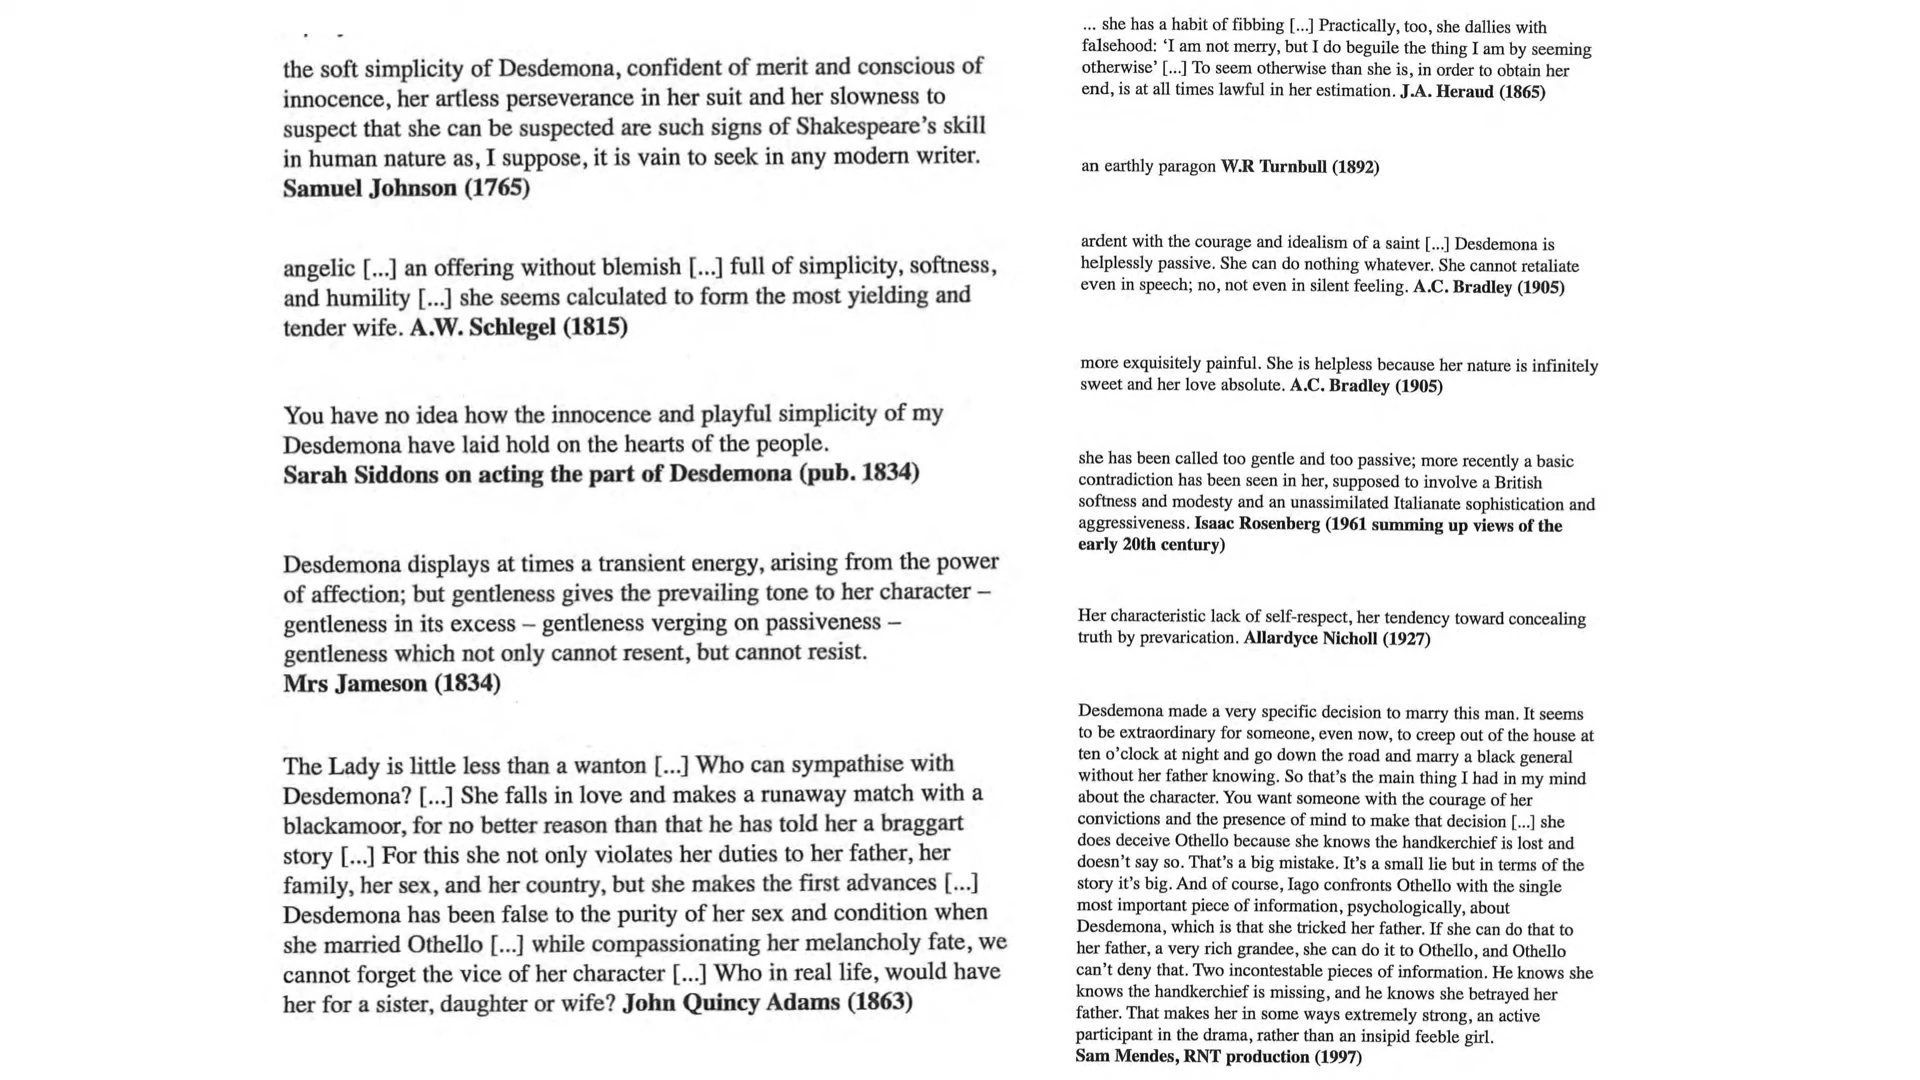 the soft simplicity of Desdemona, confident of merit and conscious of
innocence, her artless perseverance in her suit and her slowness to
suspect that she can be suspected are such signs of Shakespeare's skill
in human nature as, I suppose, it is vain to seek in any modern writer.
Samuel Johnson (1765)
angelic [...] an offering without blemish [...] full of simplicity, softness,
and humility [...] she seems calculated to form the most yielding and
tender wife. A.W. Schlegel (1815)
You have no idea how the innocence and playful simplicity of my
Desdemona have laid hold on the hearts of the people.
Sarah Siddons on acting the part of Desdemona (pub. 1834)
Desdemona displays at times a transient energy, arising from the power
of affection; but gentleness gives the prevailing tone to her character –
gentleness in its excess – gentleness verging on passiveness –
gentleness which not only cannot resent, but cannot resist.
Mrs Jameson (1834)
The Lady is little less than a wanton [...] Who can sympathise with
Desdemona? [...] She falls in love and makes a runaway match with a
blackamoor, for no better reason than that he has told her a braggart
story [...] For this she not only violates her duties to her father, her
family, her sex, and her country, but she makes the first advances [...]
Desdemona has been false to the purity of her sex and condition when
she married Othello [...] while compassionating her melancholy fate, we
cannot forget the vice of her character [...] Who in real life, would have
her for a sister, daughter or wife? John Quincy Adams (1863)
... she has a habit of fibbing [...] Practically, too, she dallies with
falsehood: 'I am not merry, but I do beguile the thing I am by seeming
otherwise' [...] To seem otherwise than she is, in order to obtain her
end, is at all times lawful in her estimation. J.A. Heraud (1865)
an earthly paragon W.R Turnbull (1892)
ardent with the courage and idealism of a saint [...] Desdemona is
helplessly passive. She can do nothing whatever. She cannot retaliate
even in speech; no, not even in silent feeling. A.C. Bradley (1905)
more exquisitely painful. She is helpless because her nature is infinitely
sweet and her love absolute. A.C. Bradley (1905)
she has been called too gentle and too passive; more recently a basic
contradiction has been seen in her, supposed to involve a British
softness and modesty and an unassimilated Italianate sophistication and
aggressiveness. Isaac Rosenberg (1961 summing up views of the
early 20th century)
Her characteristic lack of self-respect, her tendency toward concealing
truth by prevarication. Allardyce Nicholl (1927)
Desdemona made a very specific decision to marry this man. It seems
to be extraordinary for someone, even now, to creep out of the house at
ten o'clock at night and go down the road and marry a black general
without her father knowing. So that's the main thing I had in my mind
about the character. You want someone with the courage of her
convictions and the presence of mind to make that decision [...] she
does deceive Othello because she knows the handkerchief is lost and
doesn't say so. That's a big mistake. It's a small lie but in terms of the
story it's big. And of course, Iago confronts Othello with the single
most important piece of information, psychologically, about
Desdemona, which is that she tricked her father. If she can do that to
her father, a very rich grandee, she can do it to Othello, and Othello
can't deny that. Two incontestable pieces of information. He knows she
knows the handkerchief is missing, and he knows she betrayed her
father. That makes her in some ways extremely strong, an active
participant in the drama, rather than an insipid feeble girl.
Sam Mendes, RNT production (1997)